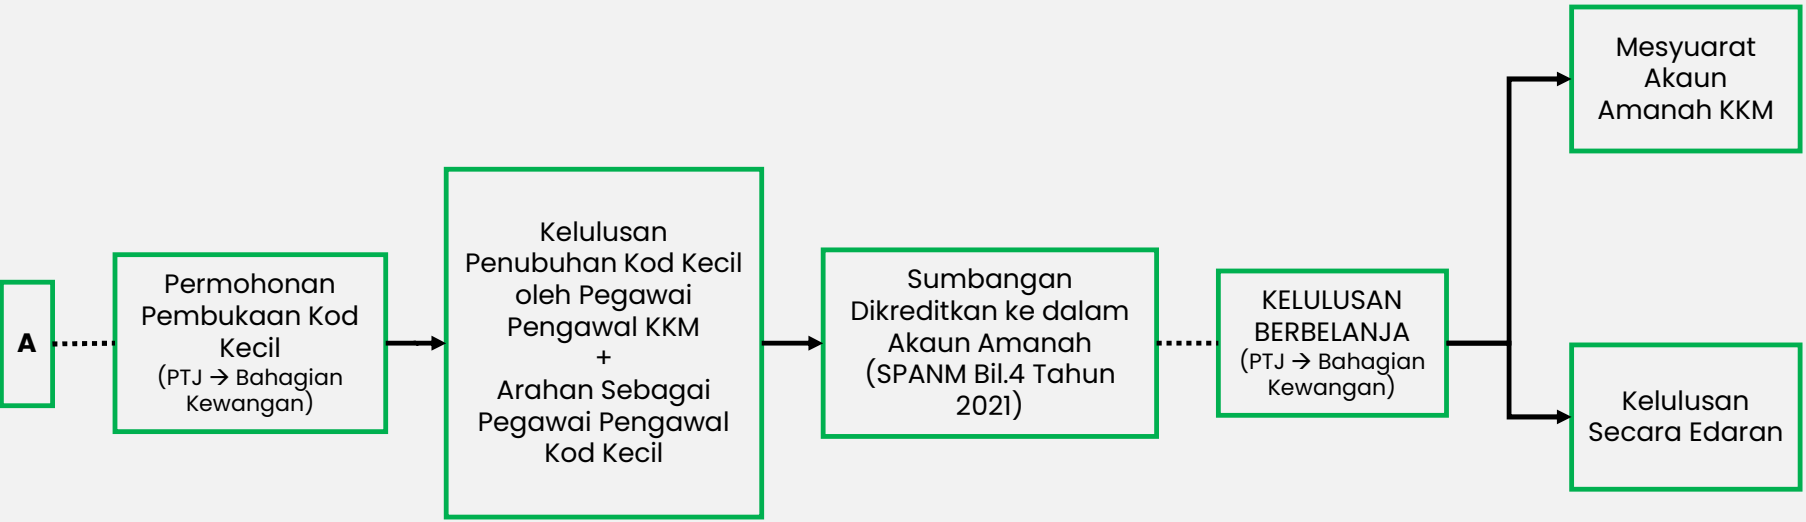 A
Permohonan
Pembukaan Kod
Kecil
(PTJ → Bahagian
Kewangan)
Kelulusan
Penubuhan Kod Kecil
oleh Pegawai
Pengawal KKM
+
Arahan Sebagai
Pegawai Pengawal
Kod Kecil
Sumbangan
Dikreditkan ke dalam
Akaun Amanah
(SPANM Bil.4 Tahun
2021)
KELULUSAN
BERBELANJA
(PTJ → Bahagian
Kewangan)
Mesyuarat
Akaun
Amanah KKM
Kelulusan
Secara Edaran